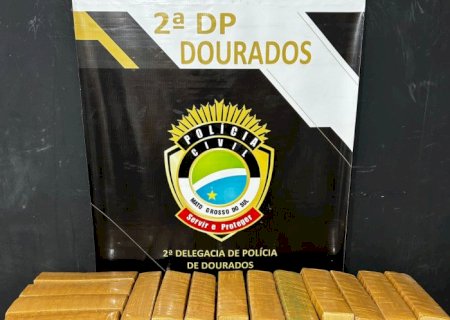 2ª DP
DOURADOS
POLÍCIA
CIVIL
MATO GROSSO DO SUL
Servir e Proteger
2ª DELEGACIA DE POLÍCIA
DE DOURADOS